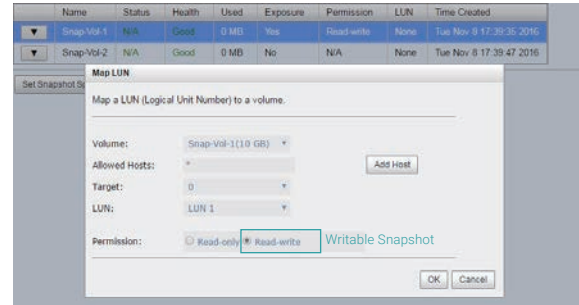 Name Status Health Used Exposure Permission LUN Time Created
Snap-Vol-1 N/A Good 0 MB Yes Read-write None Tue Nov 8 17:39:35 2016
Snap-Vol-2 N/A Good 0 MB No N/A None Tue Nov 8 17:39:47 2016
Set Snapshot Sp
Map LUN
Map a LUN (Logical Unit Number) to a volume.
Volume: Snap-Vol-1(10 GB)
Allowed Hosts: * Add Host
Target: 0
LUN: LUN 1
Permission: Read-only Read-write Writable Snapshot
OK Cancel